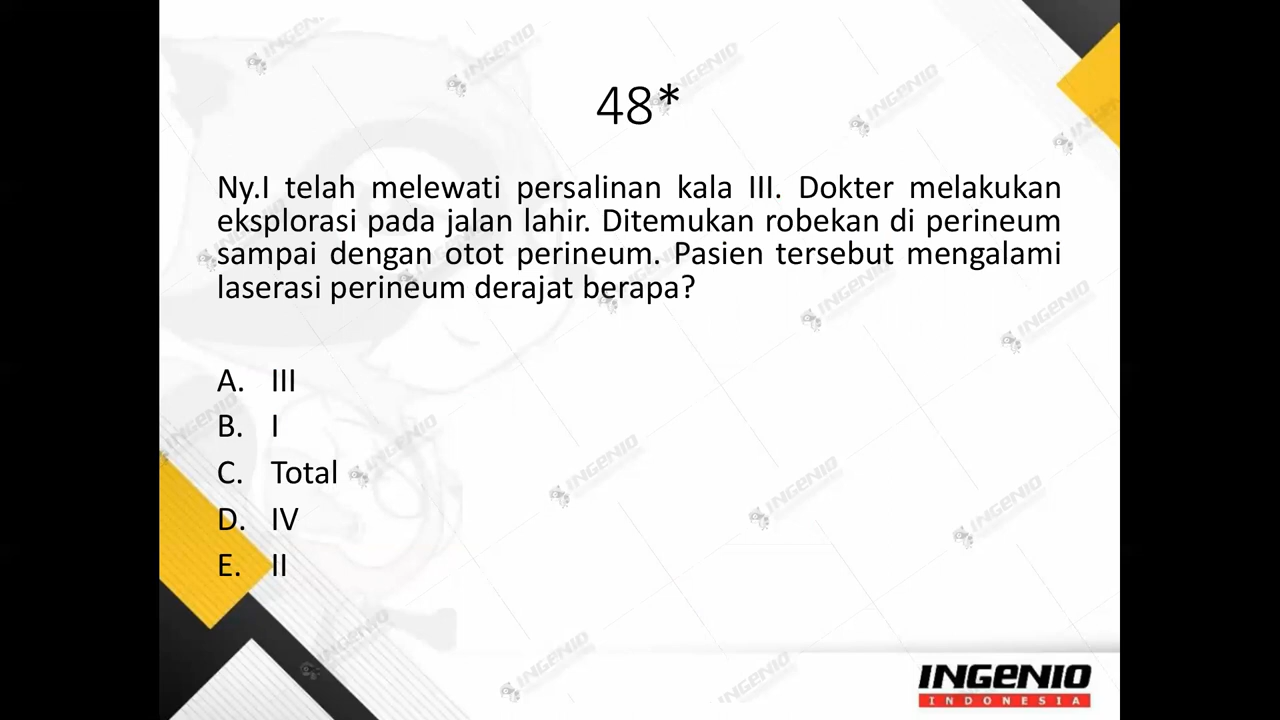 48*
Ny.I telah melewati persalinan kala III. Dokter melakukan
eksplorasi pada jalan lahir. Ditemukan robekan di perineum
sampai dengan otot perineum. Pasien tersebut mengalami
laserasi perineum derajat berapa?
A. III
B. I
C. Total
D. IV
E. II
INGENIO
INDONESIA